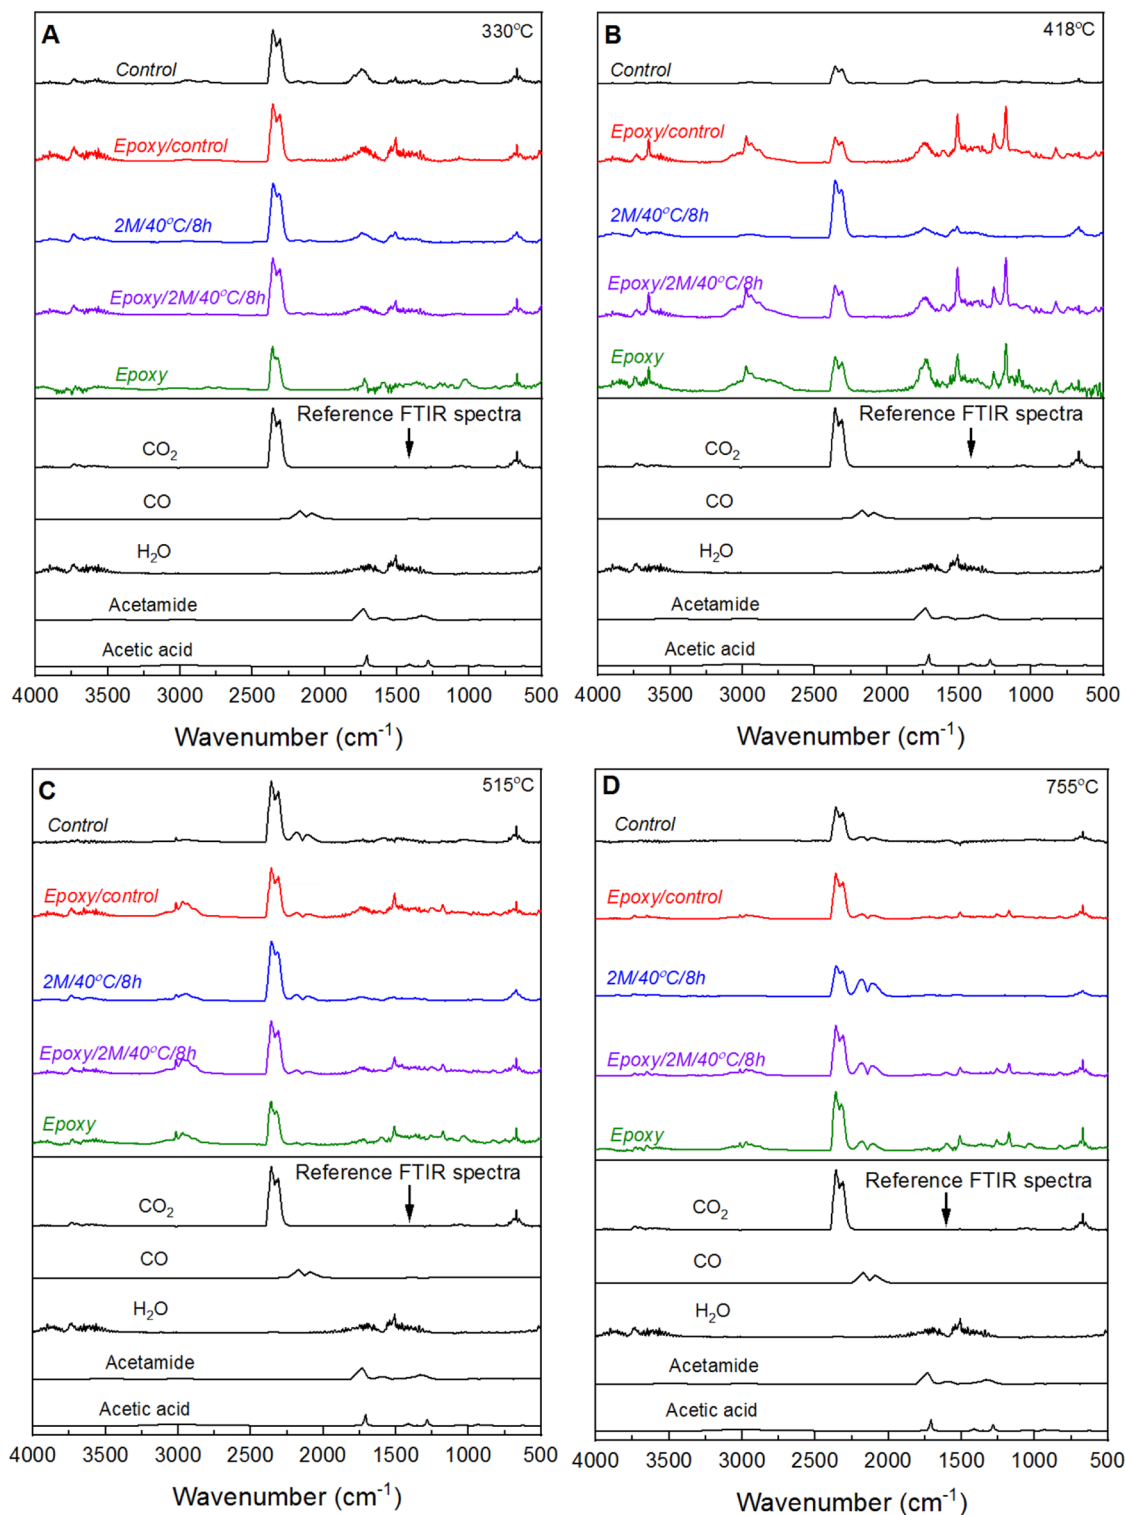 A 330°C
Control
Epoxy/control
2M/40°C/8h
Epoxy/2M/40°C/8h
Epoxy
Reference FTIR spectra
CO2
CO
H2O
Acetamide
Acetic acid
4000 3500 3000 2500 2000 1500 1000 500
Wavenumber (cm-1)
B 418°C
Control
Epoxy/control
2M/40°C/8h
Epoxy/2M/40°C/8h
Epoxy
Reference FTIR spectra
CO2
CO
H2O
Acetamide
Acetic acid
4000 3500 3000 2500 2000 1500 1000 500
Wavenumber (cm-1)
C 515°C
Control
Epoxy/control
2M/40°C/8h
Epoxy/2M/40°C/8h
Epoxy
Reference FTIR spectra
CO2
CO
H2O
Acetamide
Acetic acid
4000 3500 3000 2500 2000 1500 1000 500
Wavenumber (cm-1)
D 755°C
Control
Epoxy/control
2M/40°C/8h
Epoxy/2M/40°C/8h
Epoxy
Reference FTIR spectra
CO2
CO
H2O
Acetamide
Acetic acid
4000 3500 3000 2500 2000 1500 1000 500
Wavenumber (cm-1)